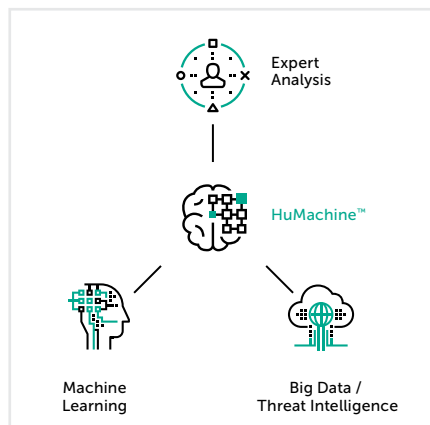 Expert
Analysis
HuMachine™
Machine
Learning
Big Data /
Threat Intelligence